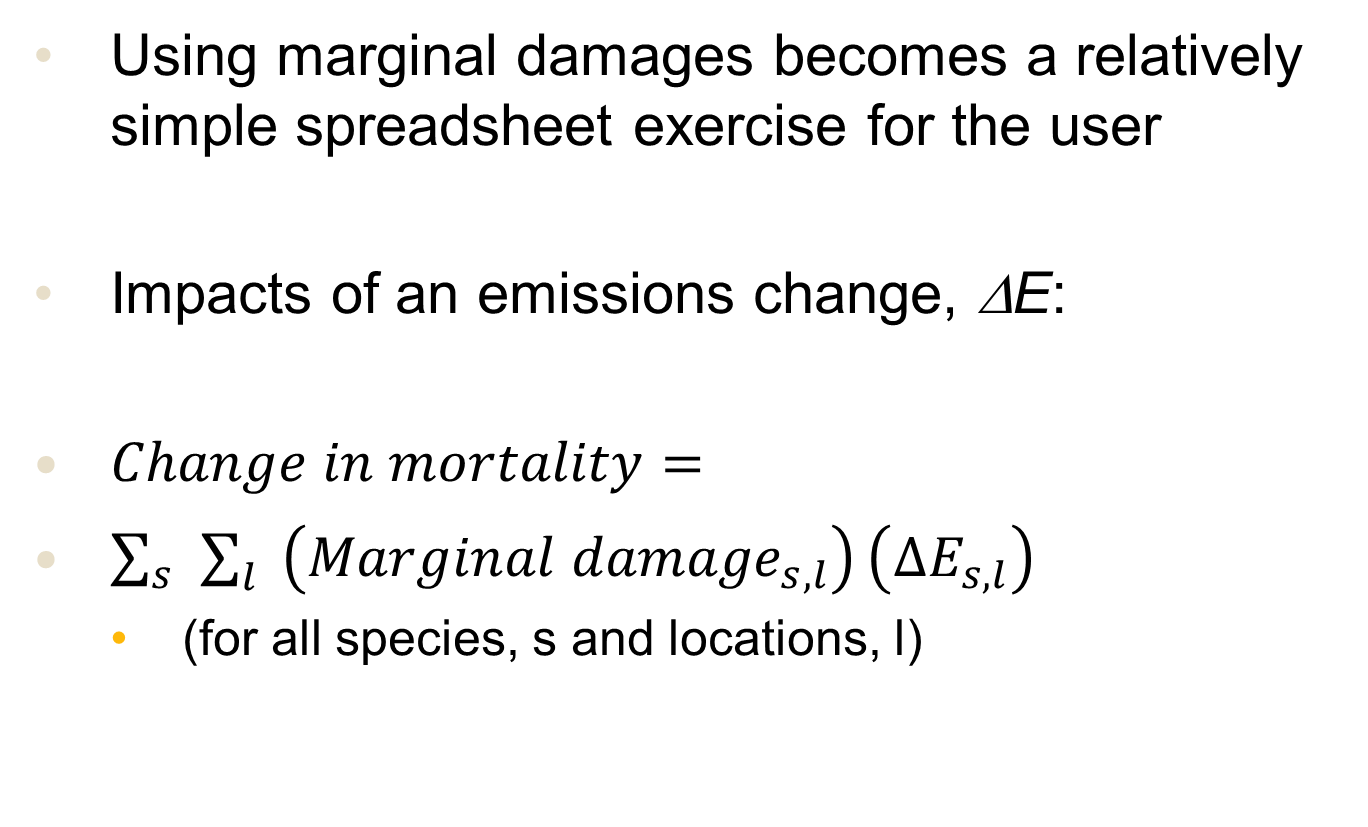 • Using marginal damages becomes a relatively
simple spreadsheet exercise for the user
• Impacts of an emissions change, ΔE:
• Change in mortality =
• ∑ₛ ∑ₗ (Marginal damageₛ,ₗ)(ΔEₛ,ₗ)
• (for all species, s and locations, l)